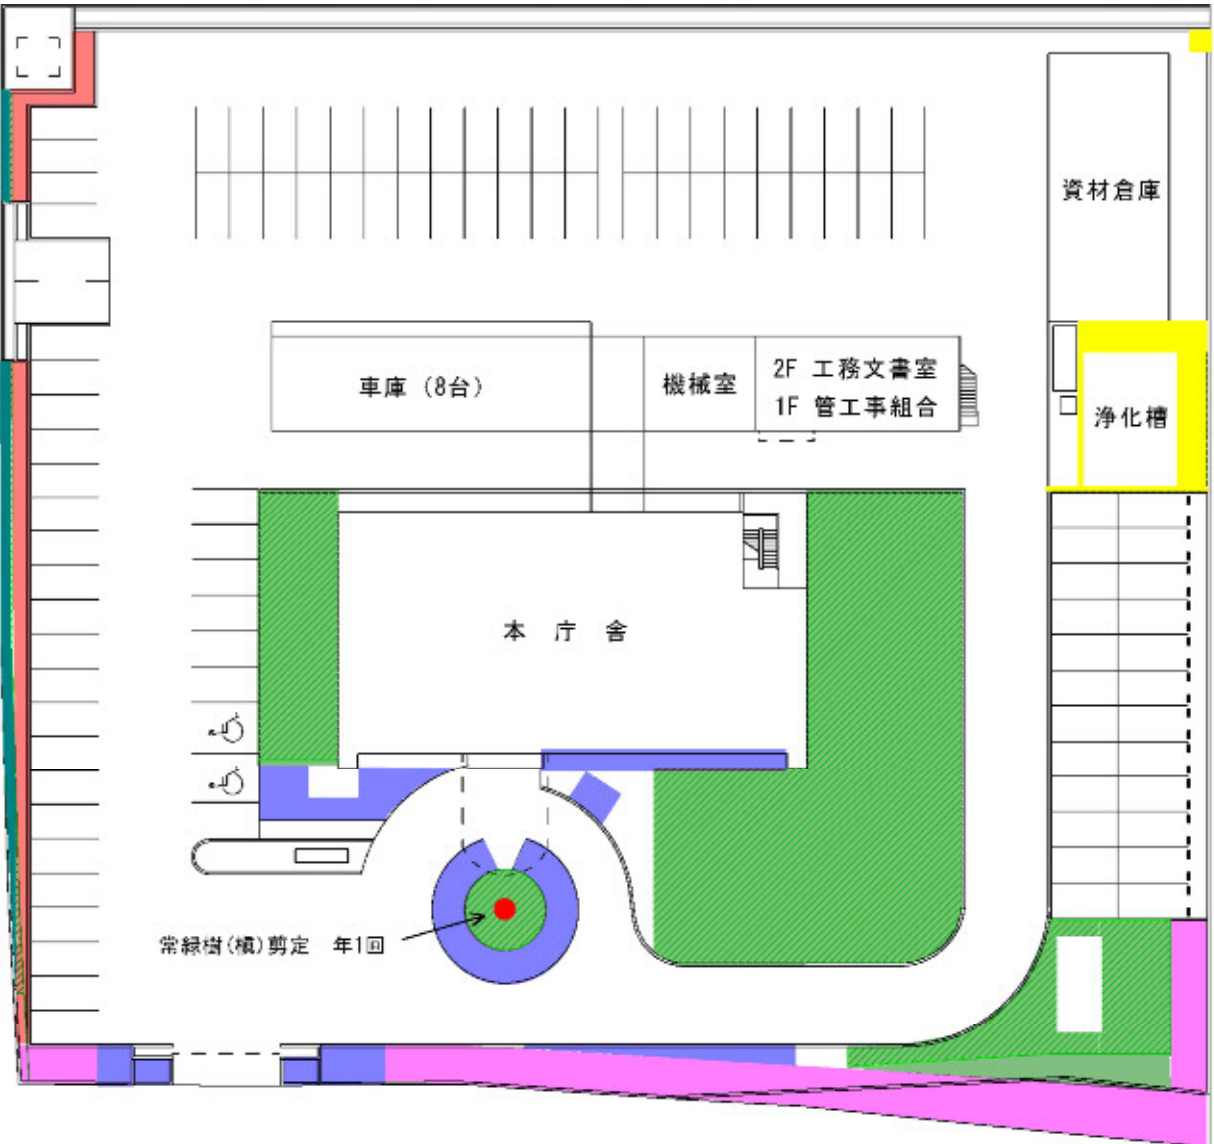 資材倉庫
車庫(8台)
機械室
2F 工務文書室
1F 管工事組合
浄化槽
本 庁 舎
常緑樹(槇)剪定 年1回